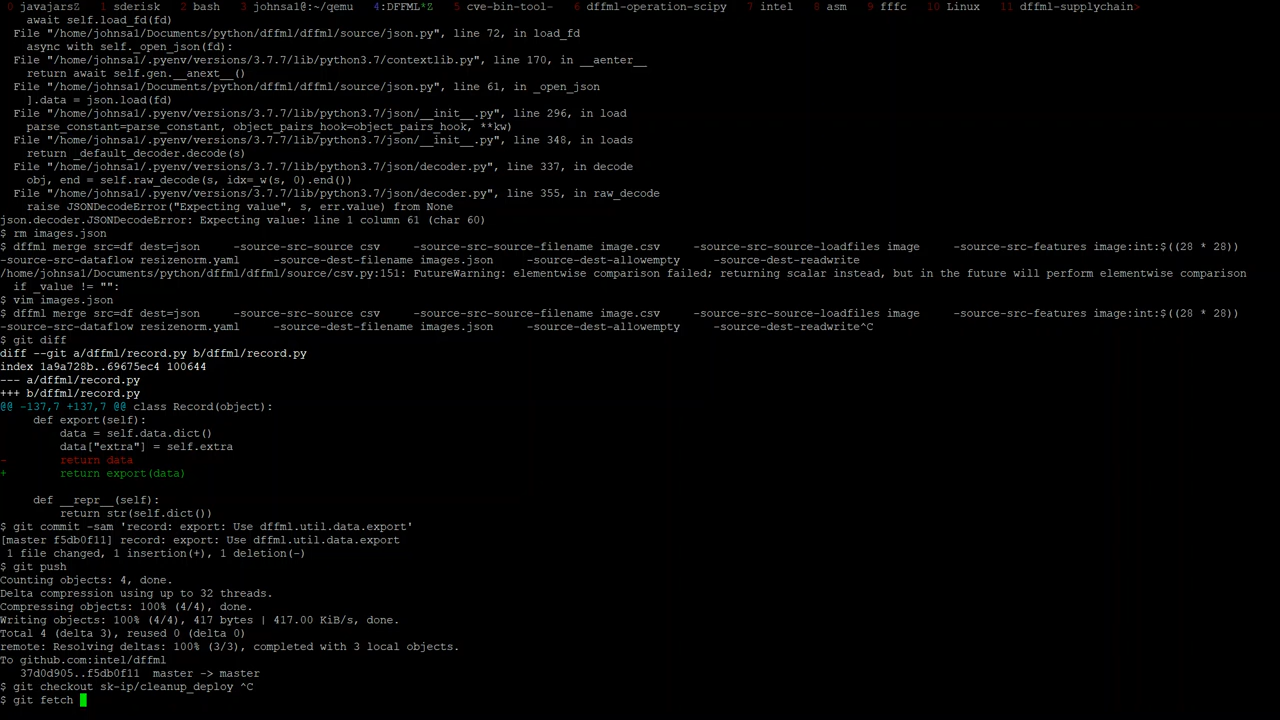 0 javajarsZ  1 sderisk  2 bash  3 johnsal@:~/qemu  4:DFFML*Z  5 cve-bin-tool-  6 dffml-operation-scipy  7 intel  8 asm  9 fffc  10 Linux  11 dffml-supplychain>
    await self.load_fd(fd)
  File "/home/johnsa1/Documents/python/dffml/dffml/source/json.py", line 72, in load_fd
    async with self._open_json(fd):
  File "/home/johnsa1/.pyenv/versions/3.7.7/lib/python3.7/contextlib.py", line 170, in __aenter__
    return await self.gen.__anext__()
  File "/home/johnsa1/Documents/python/dffml/dffml/source/json.py", line 61, in _open_json
    ].data = json.load(fd)
  File "/home/johnsa1/.pyenv/versions/3.7.7/lib/python3.7/json/__init__.py", line 296, in load
    parse_constant=parse_constant, object_pairs_hook=object_pairs_hook, **kw)
  File "/home/johnsa1/.pyenv/versions/3.7.7/lib/python3.7/json/__init__.py", line 348, in loads
    return _default_decoder.decode(s)
  File "/home/johnsa1/.pyenv/versions/3.7.7/lib/python3.7/json/decoder.py", line 337, in decode
    obj, end = self.raw_decode(s, idx=_w(s, 0).end())
  File "/home/johnsa1/.pyenv/versions/3.7.7/lib/python3.7/json/decoder.py", line 355, in raw_decode
    raise JSONDecodeError("Expecting value", s, err.value) from None
json.decoder.JSONDecodeError: Expecting value: line 1 column 61 (char 60)
$ rm images.json
$ dffml merge src=df dest=json     -source-src-source csv     -source-src-source-filename image.csv     -source-src-source-loadfiles image     -source-src-features image:int:$((28 * 28))
-source-src-dataflow resizenorm.yaml     -source-dest-filename images.json     -source-dest-allowempty     -source-dest-readwrite
/home/johnsa1/Documents/python/dffml/dffml/source/csv.py:151: FutureWarning: elementwise comparison failed; returning scalar instead, but in the future will perform elementwise comparison
  if _value != "":
$ vim images.json
$ dffml merge src=df dest=json     -source-src-source csv     -source-src-source-filename image.csv     -source-src-source-loadfiles image     -source-src-features image:int:$((28 * 28))
-source-src-dataflow resizenorm.yaml     -source-dest-filename images.json     -source-dest-allowempty     -source-dest-readwrite^C
$ git diff
diff --git a/dffml/record.py b/dffml/record.py
index 1a9a728b..69675ec4 100644
--- a/dffml/record.py
+++ b/dffml/record.py
@@ -137,7 +137,7 @@ class Record(object):
     def export(self):
         data = self.data.dict()
         data["extra"] = self.extra
-        return data
+        return export(data)
     def __repr__(self):
         return str(self.dict())
$ git commit -sam 'record: export: Use dffml.util.data.export'
[master f5db0f11] record: export: Use dffml.util.data.export
 1 file changed, 1 insertion(+), 1 deletion(-)
$ git push
Counting objects: 4, done.
Delta compression using up to 32 threads.
Compressing objects: 100% (4/4), done.
Writing objects: 100% (4/4), 417 bytes | 417.00 KiB/s, done.
Total 4 (delta 3), reused 0 (delta 0)
remote: Resolving deltas: 100% (3/3), completed with 3 local objects.
To github.com:intel/dffml
   37d0d905..f5db0f11  master -> master
$ git checkout sk-ip/cleanup_deploy ^C
$ git fetch